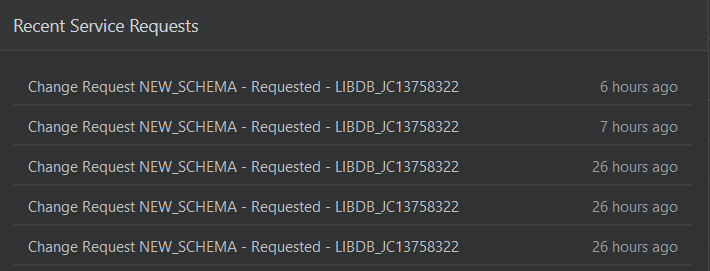 Recent Service Requests
Change Request NEW_SCHEMA - Requested - LIBDB_JC13758322 6 hours ago
Change Request NEW_SCHEMA - Requested - LIBDB_JC13758322 7 hours ago
Change Request NEW_SCHEMA - Requested - LIBDB_JC13758322 26 hours ago
Change Request NEW_SCHEMA - Requested - LIBDB_JC13758322 26 hours ago
Change Request NEW_SCHEMA - Requested - LIBDB_JC13758322 26 hours ago